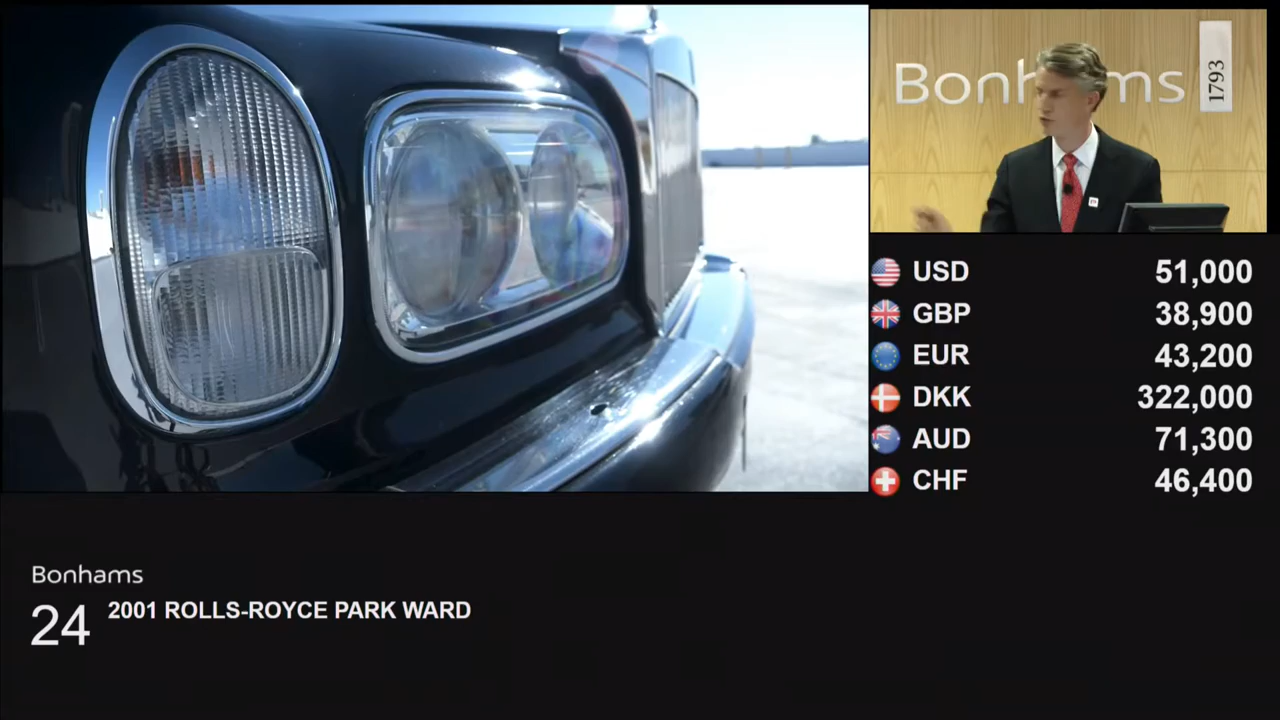 Bonhams
1793
USD 51,000
GBP 38,900
EUR 43,200
DKK 322,000
AUD 71,300
CHF 46,400
Bonhams
24 2001 ROLLS-ROYCE PARK WARD